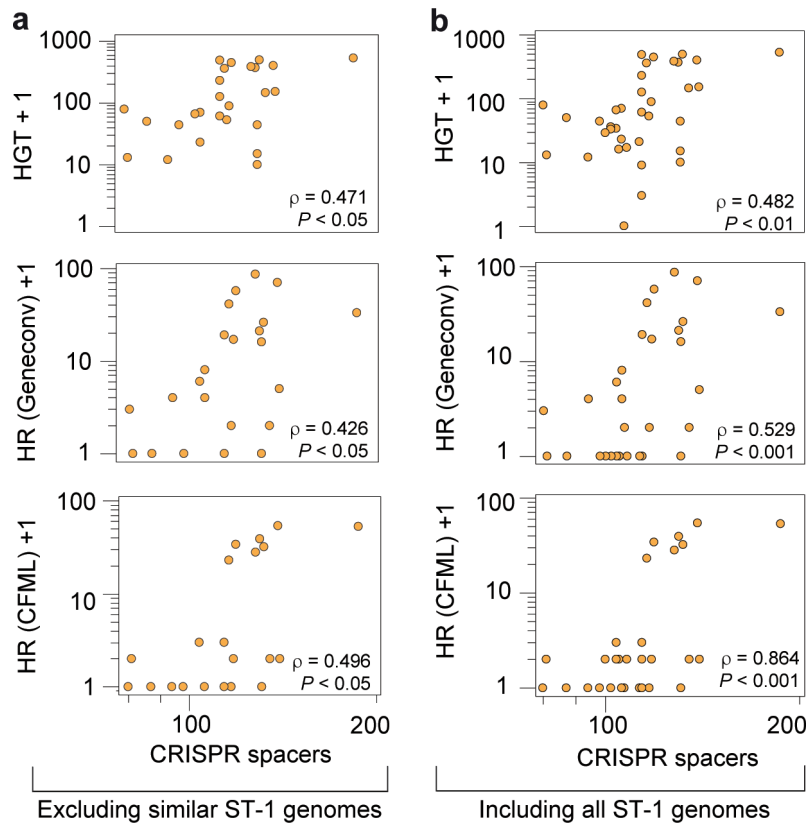 a
1000
100
10
1
HGT + 1
ρ = 0.471
P < 0.05
100
10
1
HR (Geneconv) +1
ρ = 0.426
P < 0.05
100
10
1
HR (CFML) +1
ρ = 0.496
P < 0.05
100
200
CRISPR spacers
Excluding similar ST-1 genomes
b
1000
100
10
1
HGT + 1
ρ = 0.482
P < 0.01
100
10
1
HR (Geneconv) +1
ρ = 0.529
P < 0.001
100
10
1
HR (CFML) +1
ρ = 0.864
P < 0.001
100
200
CRISPR spacers
Including all ST-1 genomes